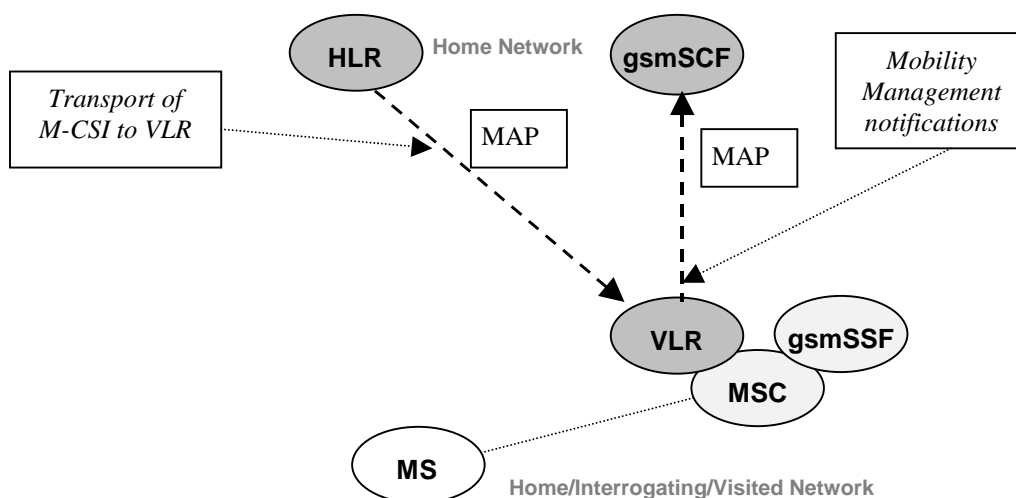 HLR
Home Network
gsmSCF
Mobility
Management
notifications
Transport of
M-CSI to VLR
MAP
MAP
VLR
gsmSSF
MSC
MS
Home/Interrogating/Visited Network